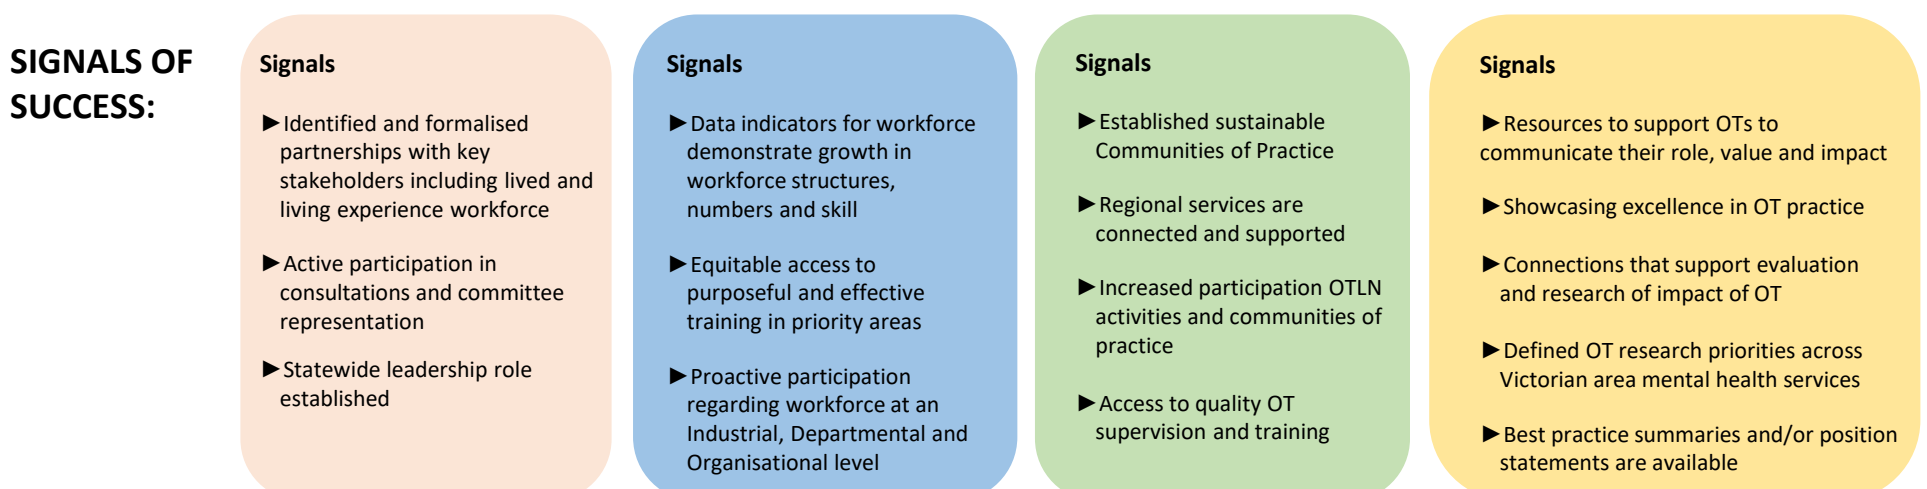 SIGNALS OF
SUCCESS:
Signals
►Identified and formalised
partnerships with key
stakeholders including lived and
living experience workforce
►Active participation in
consultations and committee
representation
►Statewide leadership role
established
Signals
►Data indicators for workforce
demonstrate growth in
workforce structures,
numbers and skill
►Equitable access to
purposeful and effective
training in priority areas
►Proactive participation
regarding workforce at an
Industrial, Departmental and
Organisational level
Signals
►Established sustainable
Communities of Practice
►Regional services are
connected and supported
►Increased participation OTLN
activities and communities of
practice
►Access to quality OT
supervision and training
Signals
►Resources to support OTs to
communicate their role, value and impact
►Showcasing excellence in OT practice
►Connections that support evaluation
and research of impact of OT
►Defined OT research priorities across
Victorian area mental health services
►Best practice summaries and/or position
statements are available